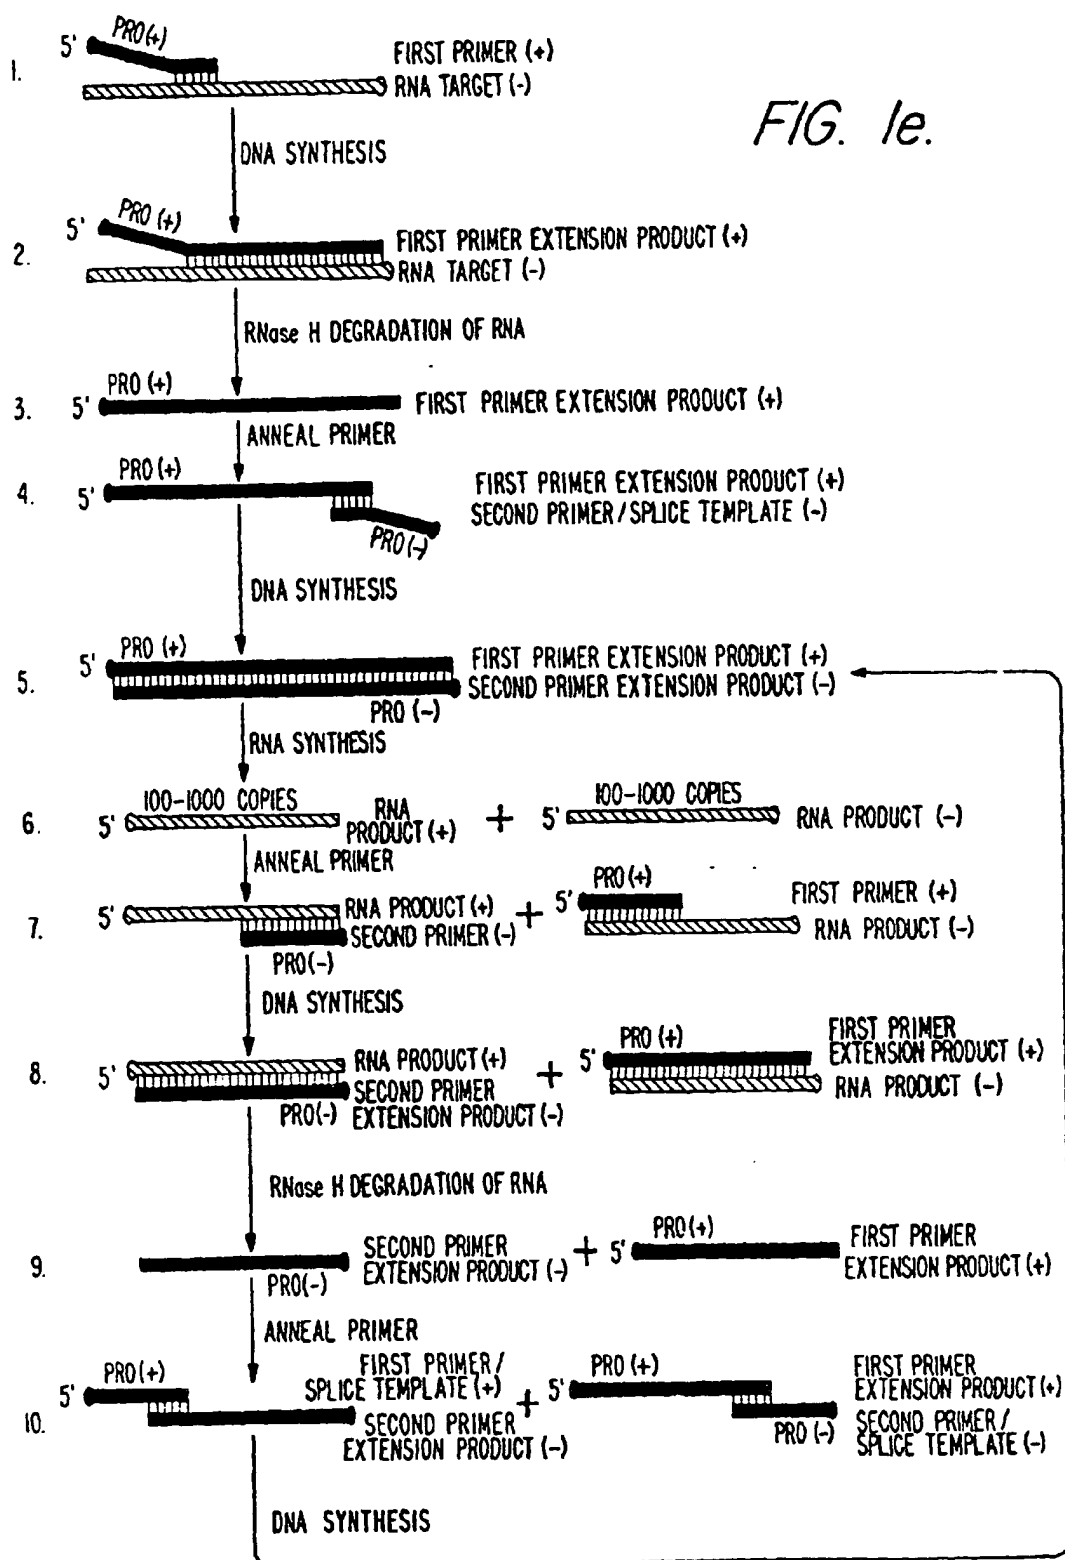 FIG. 1e.
1.
5' PRO(+)
FIRST PRIMER (+)
RNA TARGET (-)
DNA SYNTHESIS
2.
5' PRO (+)
FIRST PRIMER EXTENSION PRODUCT (+)
RNA TARGET (-)
RNase H DEGRADATION OF RNA
3.
5' PRO (+)
FIRST PRIMER EXTENSION PRODUCT (+)
ANNEAL PRIMER
4.
5' PRO (+)
FIRST PRIMER EXTENSION PRODUCT (+)
SECOND PRIMER/SPLICE TEMPLATE (-)
PRO(-)
DNA SYNTHESIS
5.
5' PRO (+)
FIRST PRIMER EXTENSION PRODUCT (+)
SECOND PRIMER EXTENSION PRODUCT (-)
PRO (-)
RNA SYNTHESIS
6.
100-1000 COPIES
5'
RNA
PRODUCT (+)
+
100-1000 COPIES
5'
RNA PRODUCT (-)
ANNEAL PRIMER
7.
5'
RNA PRODUCT (+)
SECOND PRIMER (-)
PRO(-)
+
5' PRO(+)
FIRST PRIMER (+)
RNA PRODUCT (-)
DNA SYNTHESIS
8.
5'
RNA PRODUCT (+)
SECOND PRIMER
EXTENSION PRODUCT (-)
PRO(-)
+
5' PRO (+)
FIRST PRIMER
EXTENSION PRODUCT (+)
RNA PRODUCT (-)
RNase H DEGRADATION OF RNA
9.
SECOND PRIMER
EXTENSION PRODUCT (-)
PRO(-)
+
5' PRO(+)
FIRST PRIMER
EXTENSION PRODUCT (+)
ANNEAL PRIMER
10.
5' PRO(+)
FIRST PRIMER/
SPLICE TEMPLATE (+)
SECOND PRIMER
EXTENSION PRODUCT (-)
+
PRO (+)
FIRST PRIMER
EXTENSION PRODUCT (+)
SECOND PRIMER/
SPLICE TEMPLATE (-)
5'
PRO (-)
DNA SYNTHESIS